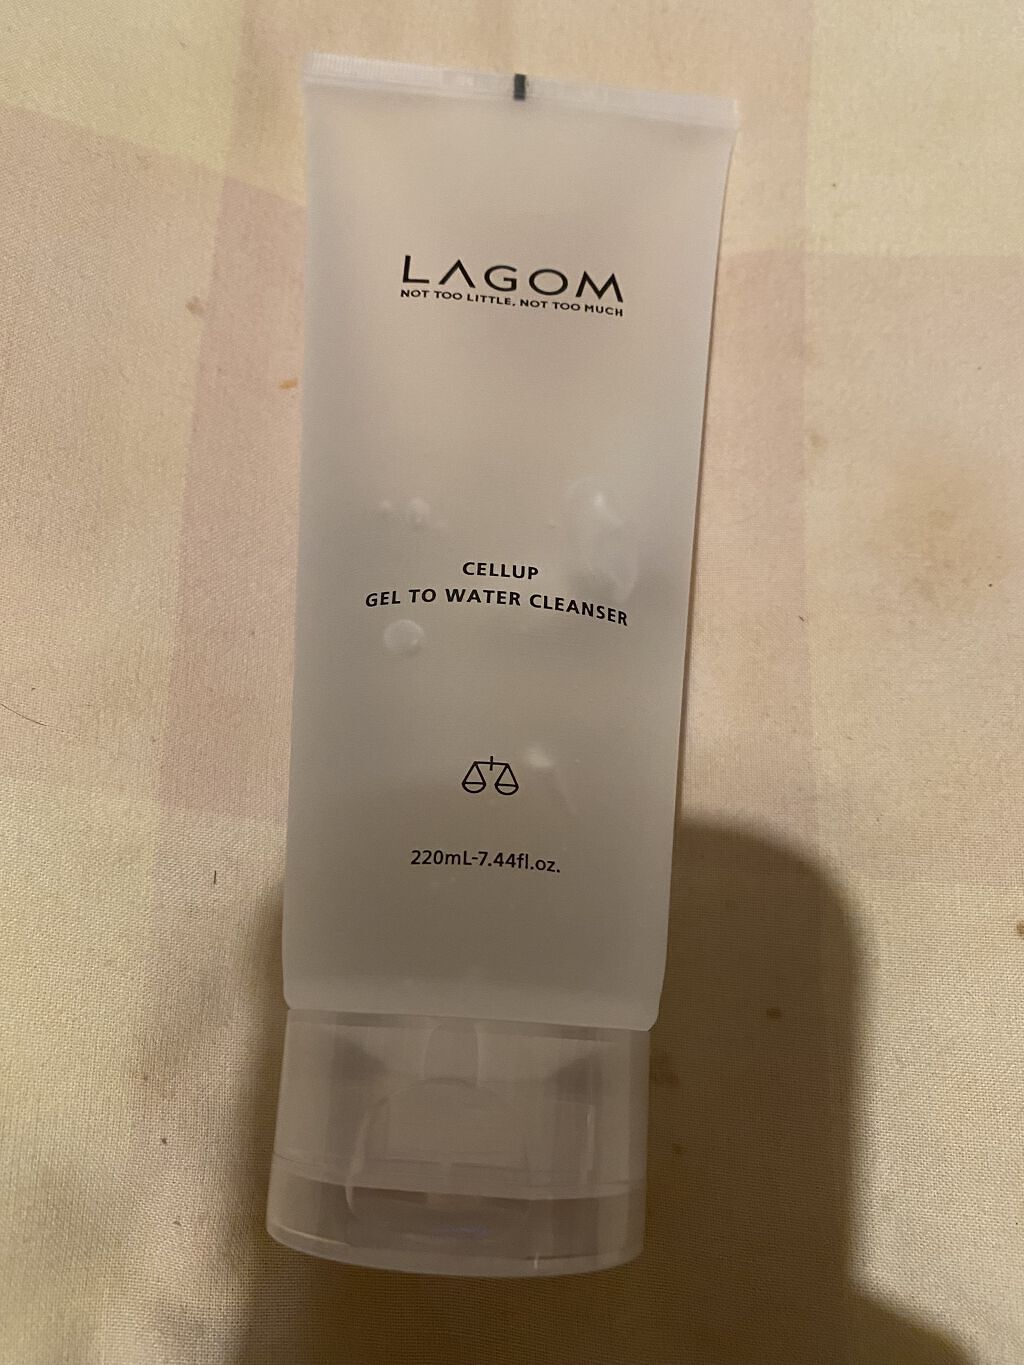 LAGOM
NOT TOO LITTLE, NOT TOO MUCH
CELLUP
GEL TO WATER CLEANSER
220mL-7.44fl.oz.